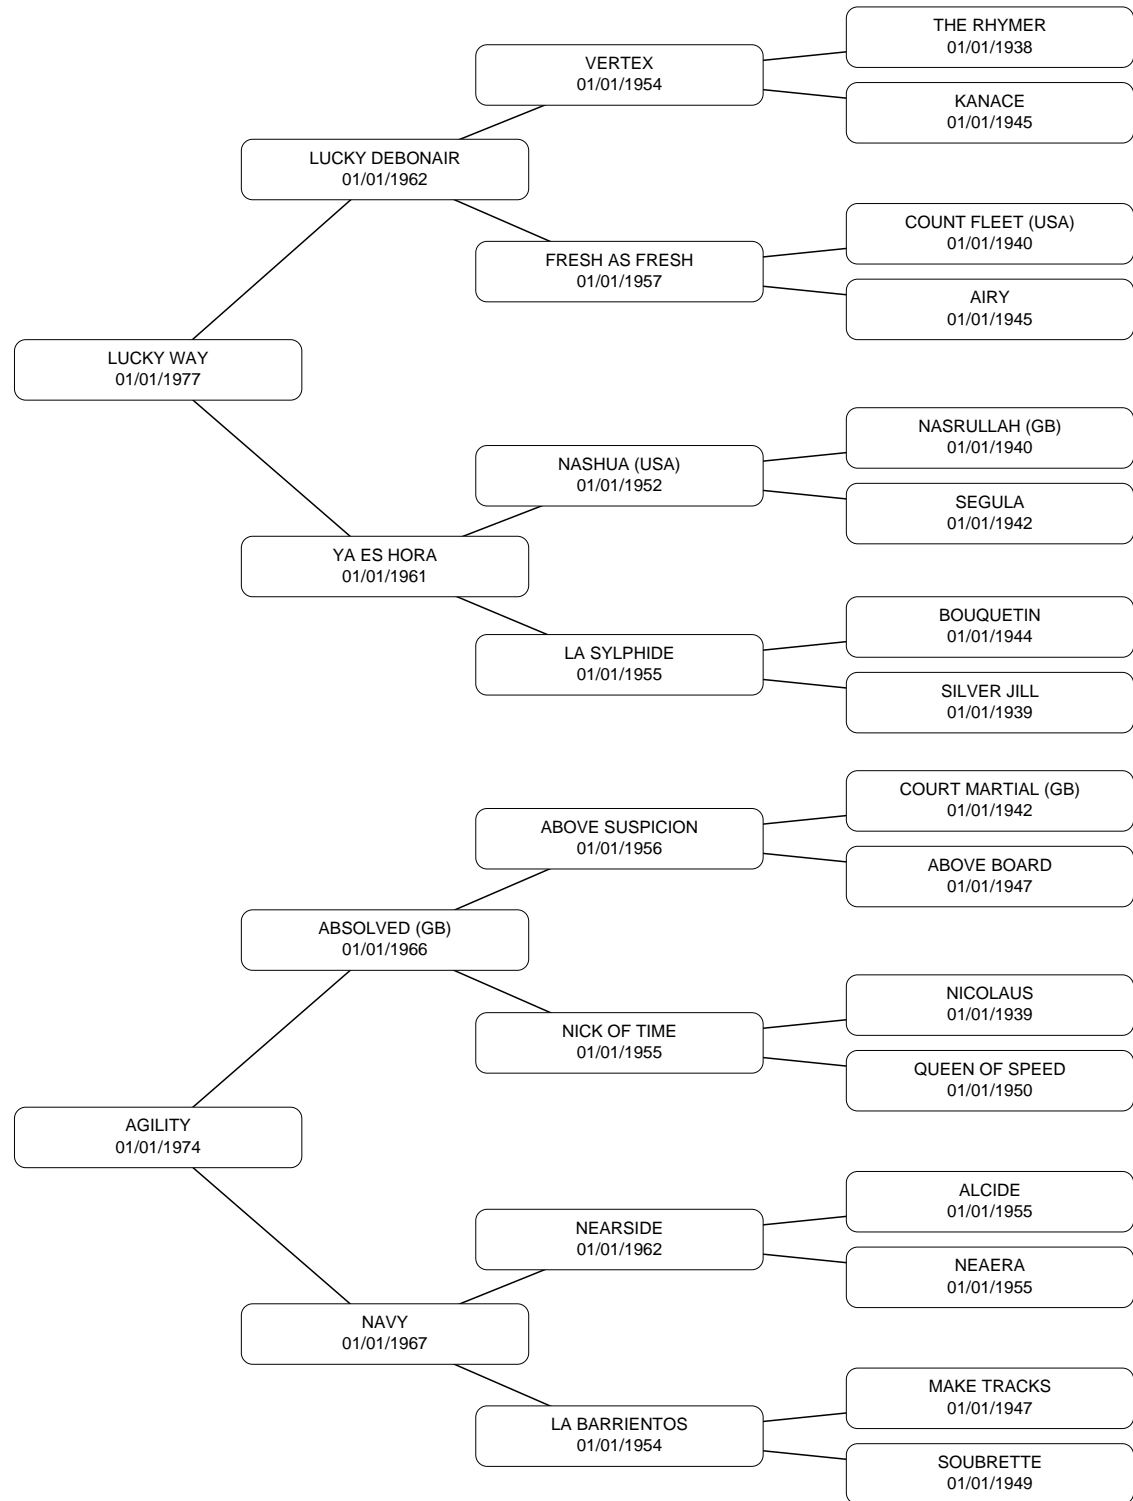 THE RHYMER
01/01/1938
VERTEX
01/01/1954
KANACE
01/01/1945
LUCKY DEBONAIR
01/01/1962
COUNT FLEET (USA)
01/01/1940
FRESH AS FRESH
01/01/1957
AIRY
01/01/1945
LUCKY WAY
01/01/1977
NASRULLAH (GB)
01/01/1940
NASHUA (USA)
01/01/1952
SEGULA
01/01/1942
YA ES HORA
01/01/1961
BOUQUETIN
01/01/1944
LA SYLPHIDE
01/01/1955
SILVER JILL
01/01/1939
COURT MARTIAL (GB)
01/01/1942
ABOVE SUSPICION
01/01/1956
ABOVE BOARD
01/01/1947
ABSOLVED (GB)
01/01/1966
NICOLAUS
01/01/1939
NICK OF TIME
01/01/1955
QUEEN OF SPEED
01/01/1950
AGILITY
01/01/1974
ALCIDE
01/01/1955
NEARSIDE
01/01/1962
NEAERA
01/01/1955
NAVY
01/01/1967
MAKE TRACKS
01/01/1947
LA BARRIENTOS
01/01/1954
SOUBRETTE
01/01/1949